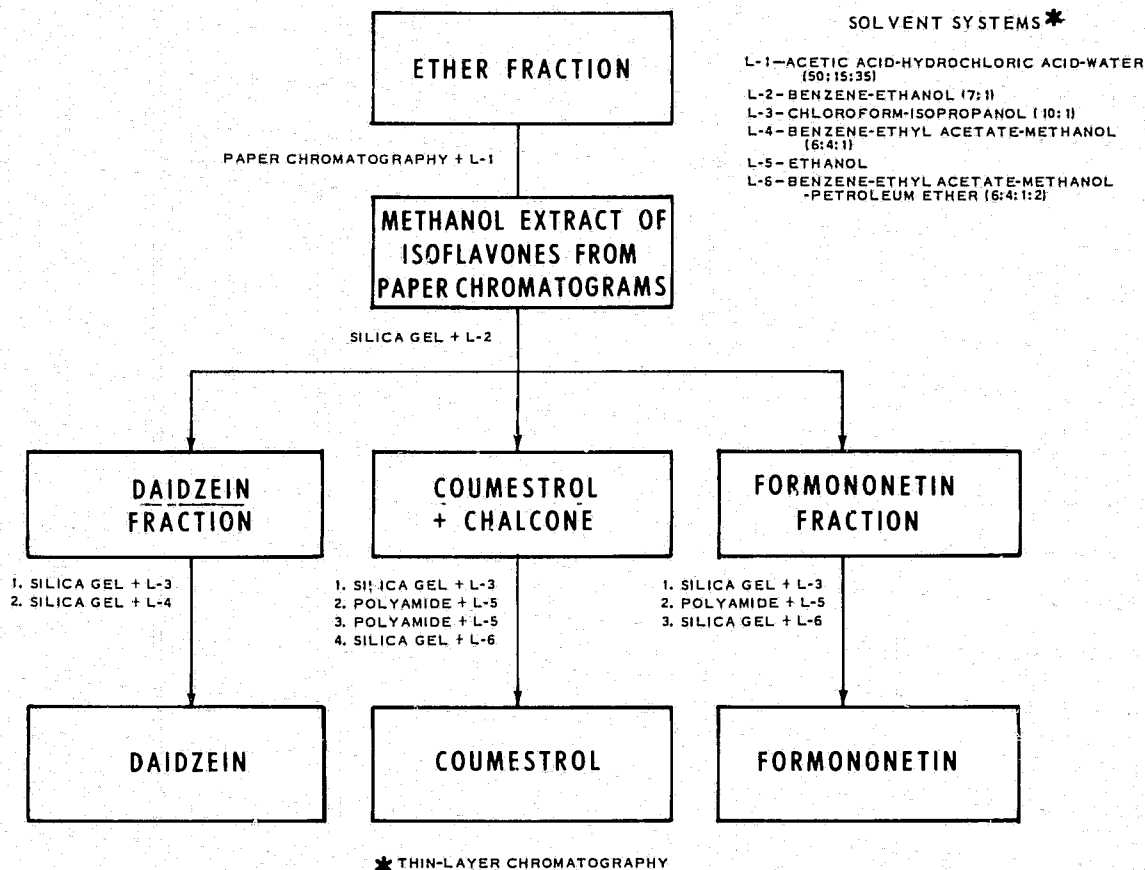 ETHER FRACTION
SOLVENT SYSTEMS*
L-1-ACETIC ACID-HYDROCHLORIC ACID-WATER
(50:15:35)
L-2-BENZENE-ETHANOL (7:1)
L-3-CHLOROFORM-ISOPROPANOL (10:1)
L-4-BENZENE-ETHYL ACETATE-METHANOL
(6:4:1)
L-5-ETHANOL
L-6-BENZENE-ETHYL ACETATE-METHANOL
-PETROLEUM ETHER (6:4:1:2)
PAPER CHROMATOGRAPHY + L-1
METHANOL EXTRACT OF
ISOFLAVONES FROM
PAPER CHROMATOGRAMS
SILICA GEL + L-2
DAIDZEIN
FRACTION
COUMESTROL
+ CHALCONE
FORMONONETIN
FRACTION
1. SILICA GEL + L-3
2. SILICA GEL + L-4
1. SILICA GEL + L-3
2. POLYAMIDE + L-5
3. POLYAMIDE + L-5
4. SILICA GEL + L-6
1. SILICA GEL + L-3
2. POLYAMIDE + L-5
3. SILICA GEL + L-6
DAIDZEIN
COUMESTROL
FORMONONETIN
* THIN-LAYER CHROMATOGRAPHY